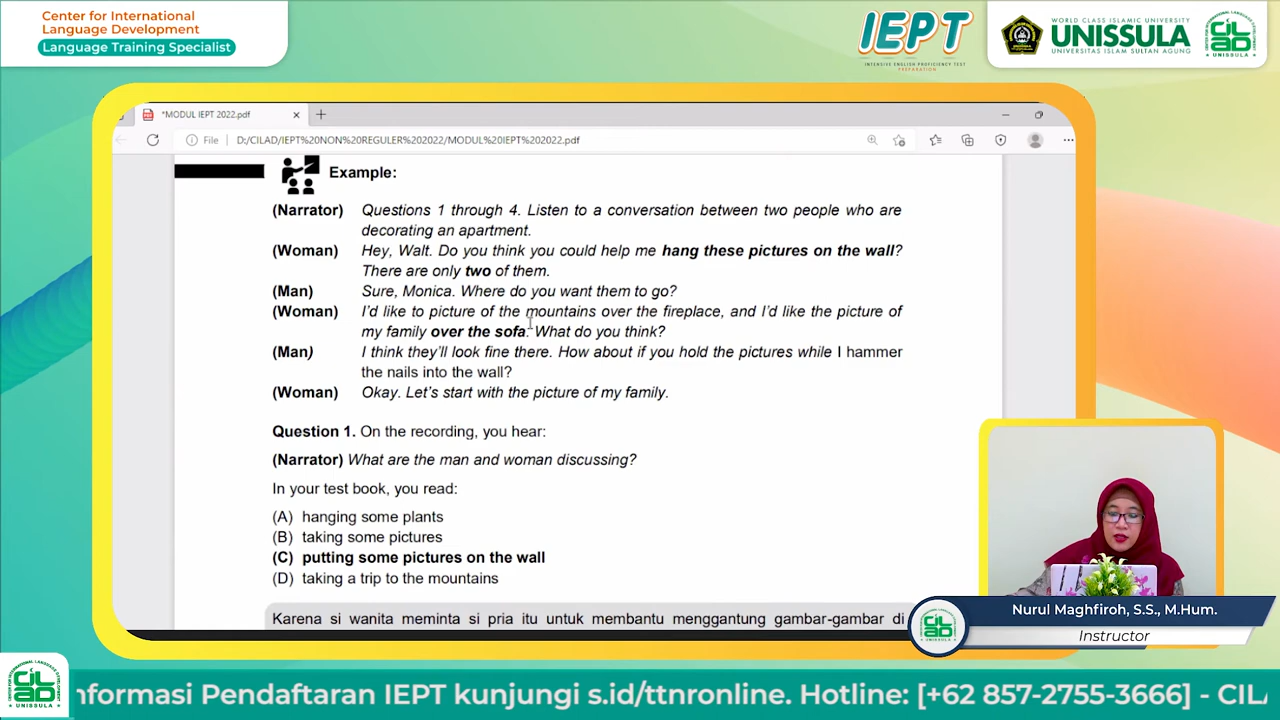 Center for International
Language Development
Language Training Specialist
IEPT
INTENSIVE ENGLISH PROFICIENCY TEST
PREPARATION
WORLD CLASS ISLAMIC UNIVERSITY
UNISSULA
UNIVERSITAS ISLAM SULTAN AGUNG
CILAD
UNISSULA
*MODUL IEPT 2022.pdf
File D:/CILAD/IEPT%20NON%20REGULER%202022/MODUL%20IEPT%202022.pdf
Example:
(Narrator) Questions 1 through 4. Listen to a conversation between two people who are
decorating an apartment.
(Woman) Hey, Walt. Do you think you could help me hang these pictures on the wall?
There are only two of them.
(Man) Sure, Monica. Where do you want them to go?
(Woman) I'd like to picture of the mountains over the fireplace, and I'd like the picture of
my family over the sofa. What do you think?
(Man) I think they'll look fine there. How about if you hold the pictures while I hammer
the nails into the wall?
(Woman) Okay. Let's start with the picture of my family.
Question 1. On the recording, you hear:
(Narrator) What are the man and woman discussing?
In your test book, you read:
(A) hanging some plants
(B) taking some pictures
(C) putting some pictures on the wall
(D) taking a trip to the mountains
Karena si wanita meminta si pria itu untuk membantu menggantung gambar-gambar di
Nurul Maghfiroh, S.S., M.Hum.
Instructor
CILAD
UNISSULA
CILAD
UNISSULA
nformasi Pendaftaran IEPT kunjungi s.id/ttnronline. Hotline: [+62 857-2755-3666] - CIL